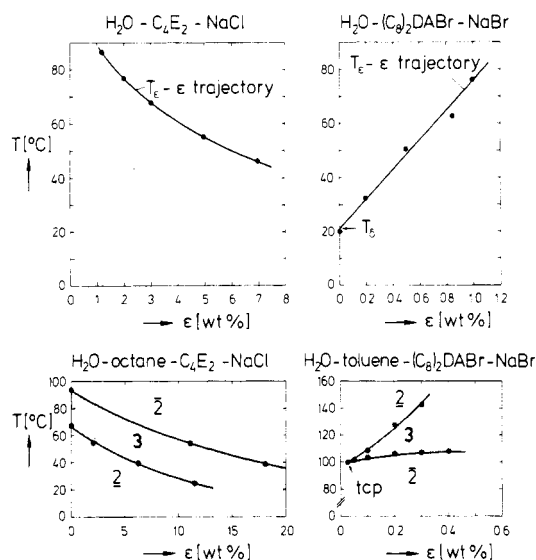 H₂O - C₄E₂ - NaCl
H₂O-(C₈)₂DABr-NaBr
80
60
T[°C]
40
20
0
Tε- ε trajectory
0 1 2 3 4 5 6 7 8
ε [wt %]
80
60
40
20
0
Tε- ε trajectory
0 0.2 0.4 0.6 0.8 1.0 1.2
ε [wt %]
H₂O-octane-C₄E₂-NaCl
H₂O-toluene-(C₈)₂DABr-NaBr
100
80
T[°C]
60
40
20
0
2̅
3
2̲
0 5 10 15 20
ε [wt %]
160
140
120
100
80
0
2̲
3
2̅
tcp
0 0.2 0.4 0.6
ε [wt %]